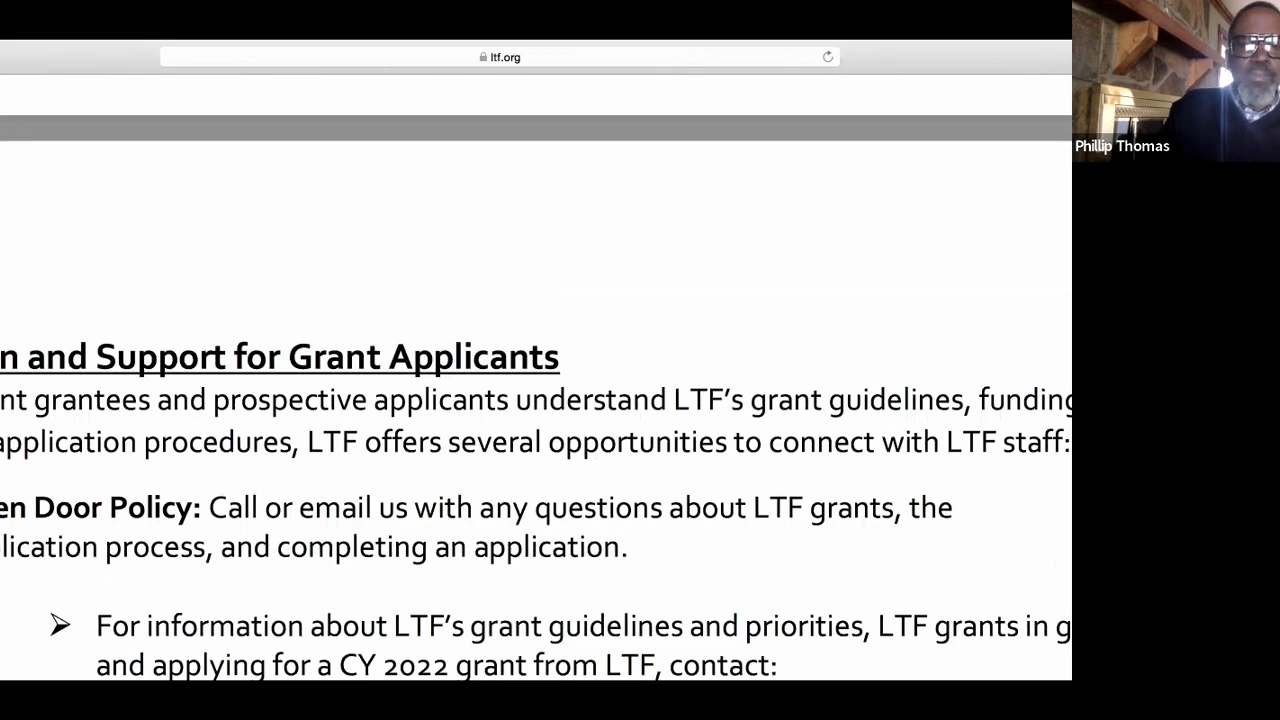 ltf.org
Phillip Thomas
n and Support for Grant Applicants
nt grantees and prospective applicants understand LTF’s grant guidelines, funding
application procedures, LTF offers several opportunities to connect with LTF staff:
en Door Policy: Call or email us with any questions about LTF grants, the
lication process, and completing an application.
➢ For information about LTF’s grant guidelines and priorities, LTF grants in g
and applying for a CY 2022 grant from LTF, contact: